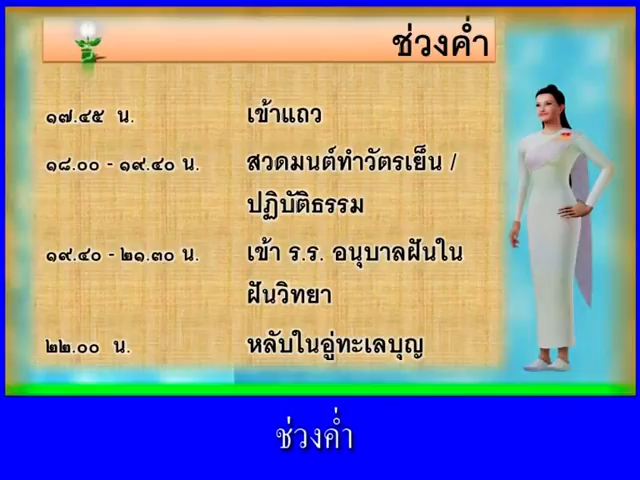 ช่วงค่ำ
๑๗.๔๕ น. เข้าแถว
๑๘.๐๐ - ๑๙.๔๐ น. สวดมนต์ทำวัตรเย็น /
ปฏิบัติธรรม
๑๙.๔๐ - ๒๑.๓๐ น. เข้า ร.ร. อนุบาลฝันใน
ฝันวิทยา
๒๒.๐๐ น. หลับในอู่ทะเลบุญ
ช่วงค่ำ